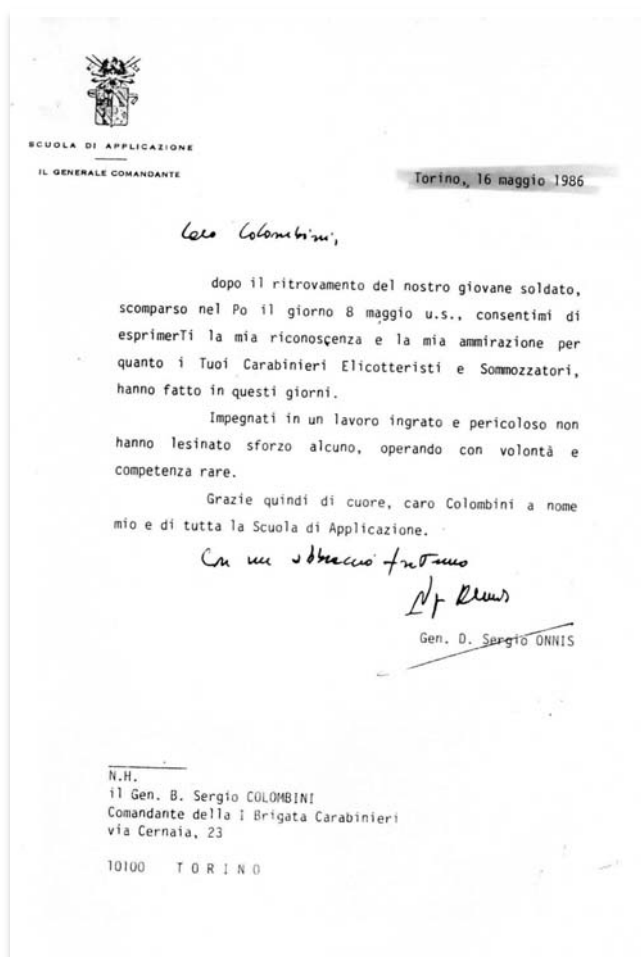 SCUOLA DI APPLICAZIONE
IL GENERALE COMANDANTE
Torino, 16 maggio 1986
Caro Colombini,
dopo il ritrovamento del nostro giovane soldato,
scomparso nel Po il giorno 8 maggio u.s., consentimi di
esprimerTi la mia riconoscenza e la mia ammirazione per
quanto i Tuoi Carabinieri Elicotteristi e Sommozzatori,
hanno fatto in questi giorni.
Impegnati in un lavoro ingrato e pericoloso non
hanno lesinato sforzo alcuno, operando con volontà e
competenza rare.
Grazie quindi di cuore, caro Colombini a nome
mio e di tutta la Scuola di Applicazione.
Con un abbraccio fraterno
Gen. D. Sergio ONNIS
N.H.
il Gen. B. Sergio COLOMBINI
Comandante della I Brigata Carabinieri
via Cernaia, 23
10100 TORINO